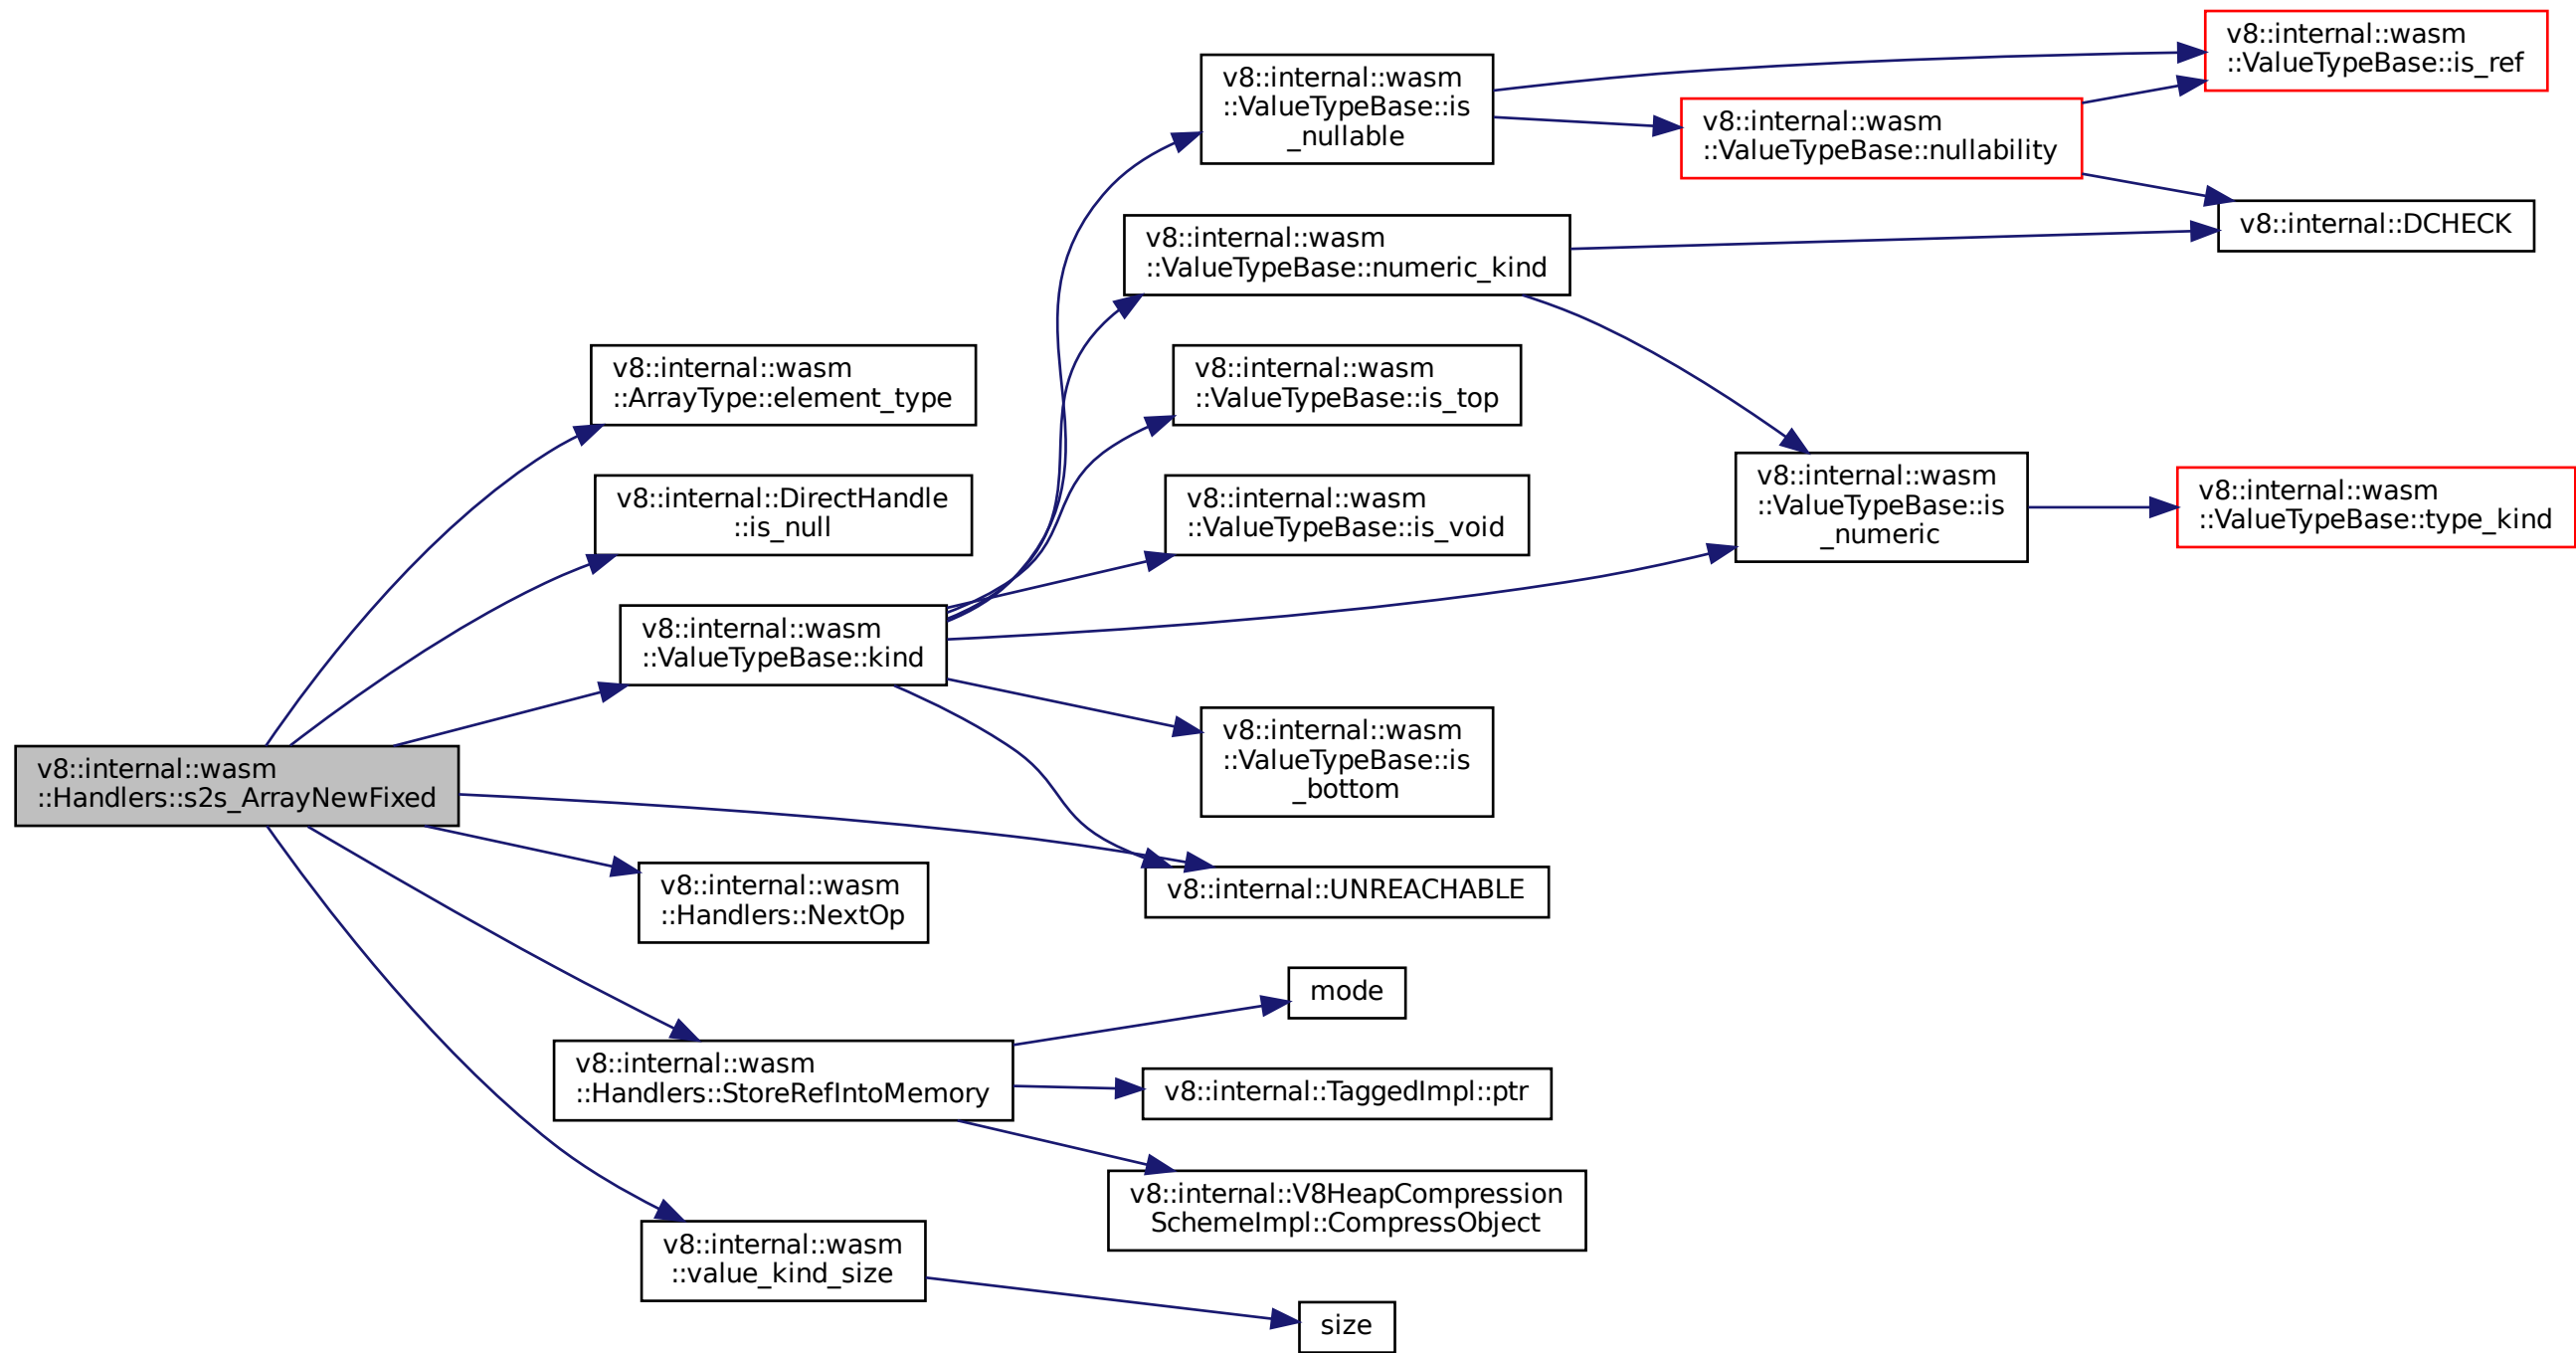 v8::internal::wasm
::Handlers::s2s_ArrayNewFixed
v8::internal::wasm
::ArrayType::element_type
v8::internal::DirectHandle
::is_null
v8::internal::wasm
::ValueTypeBase::kind
v8::internal::wasm
::Handlers::NextOp
v8::internal::wasm
::Handlers::StoreRefIntoMemory
v8::internal::wasm
::value_kind_size
v8::internal::wasm
::ValueTypeBase::is
_nullable
v8::internal::wasm
::ValueTypeBase::numeric_kind
v8::internal::wasm
::ValueTypeBase::is_top
v8::internal::wasm
::ValueTypeBase::is_void
v8::internal::wasm
::ValueTypeBase::is
_bottom
v8::internal::UNREACHABLE
mode
v8::internal::TaggedImpl::ptr
v8::internal::V8HeapCompression
SchemeImpl::CompressObject
size
v8::internal::wasm
::ValueTypeBase::nullability
v8::internal::wasm
::ValueTypeBase::is
_numeric
v8::internal::wasm
::ValueTypeBase::is_ref
v8::internal::DCHECK
v8::internal::wasm
::ValueTypeBase::type_kind